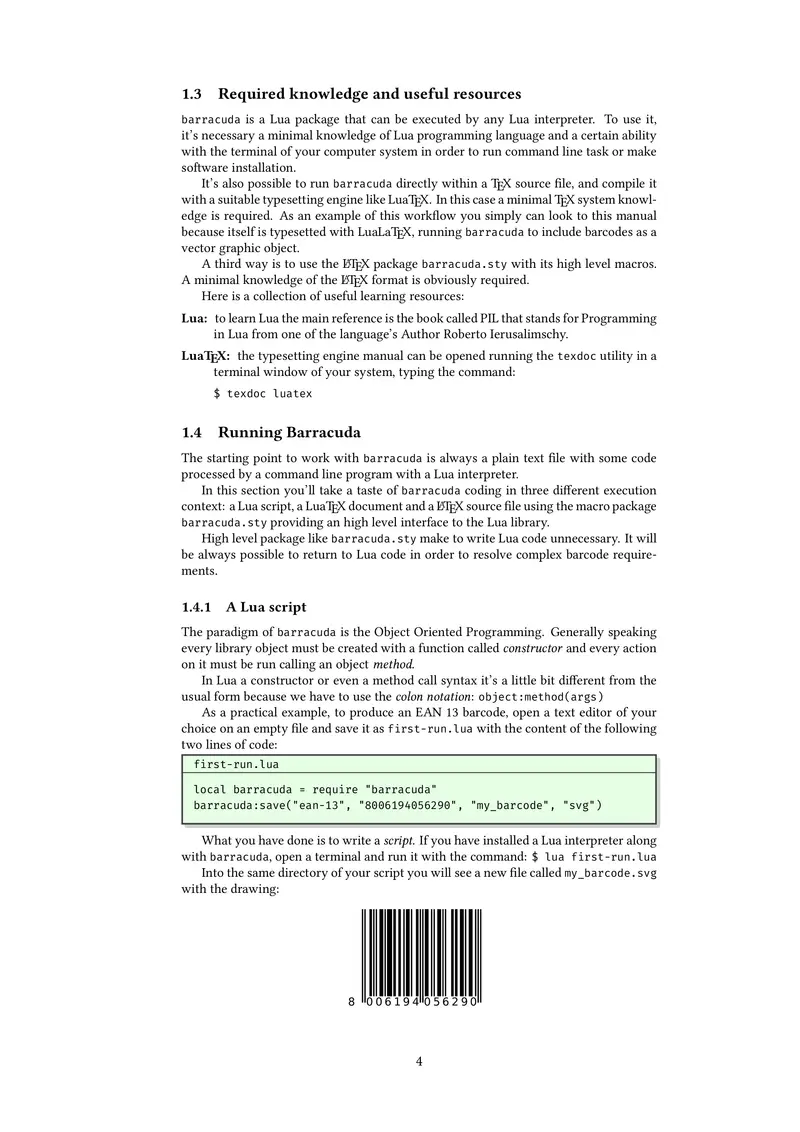 1.3 Required knowledge and useful resources
barracuda is a Lua package that can be executed by any Lua interpreter. To use it,
it's necessary a minimal knowledge of Lua programming language and a certain ability
with the terminal of your computer system in order to run command line task or make
software installation.
It's also possible to run barracuda directly within a TEX source file, and compile it
with a suitable typesetting engine like LuaTEX. In this case a minimal TEX system knowl-
edge is required. As an example of this workflow you simply can look to this manual
because itself is typesetted with LuaLaTEX, running barracuda to include barcodes as a
vector graphic object.
A third way is to use the LATEX package barracuda.sty with its high level macros.
A minimal knowledge of the LATEX format is obviously required.
Here is a collection of useful learning resources:
Lua: to learn Lua the main reference is the book called PIL that stands for Programming
in Lua from one of the language's Author Roberto Ierusalimschy.
LuaTEX: the typesetting engine manual can be opened running the texdoc utility in a
terminal window of your system, typing the command:
$ texdoc luatex
1.4 Running Barracuda
The starting point to work with barracuda is always a plain text file with some code
processed by a command line program with a Lua interpreter.
In this section you'll take a taste of barracuda coding in three different execution
context: a Lua script, a LuaTEX document and a LATEX source file using the macro package
barracuda.sty providing an high level interface to the Lua library.
High level package like barracuda.sty make to write Lua code unnecessary. It will
be always possible to return to Lua code in order to resolve complex barcode require-
ments.
1.4.1 A Lua script
The paradigm of barracuda is the Object Oriented Programming. Generally speaking
every library object must be created with a function called constructor and every action
on it must be run calling an object method.
In Lua a constructor or even a method call syntax it's a little bit different from the
usual form because we have to use the colon notation: object:method(args)
As a practical example, to produce an EAN 13 barcode, open a text editor of your
choice on an empty file and save it as first-run.lua with the content of the following
two lines of code:
first-run.lua
local barracuda = require "barracuda"
barracuda:save("ean-13", "8006194056290", "my_barcode", "svg")
What you have done is to write a script. If you have installed a Lua interpreter along
with barracuda, open a terminal and run it with the command: $ lua first-run.lua
Into the same directory of your script you will see a new file called my_barcode.svg
with the drawing:
8 006194 056290
4